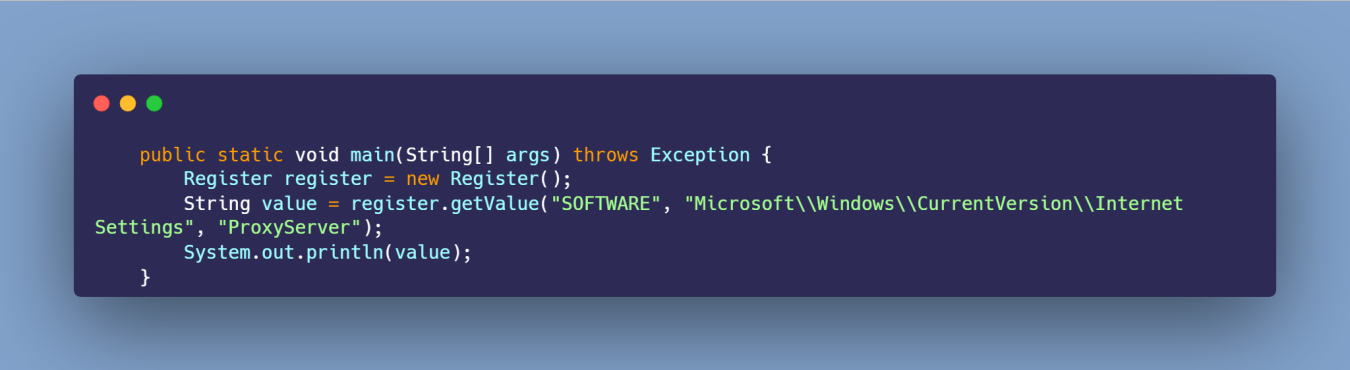 public static void main(String[] args) throws Exception {
        Register register = new Register();
        String value = register.getValue("SOFTWARE", "Microsoft\\Windows\\CurrentVersion\\Internet
Settings", "ProxyServer");
        System.out.println(value);
    }